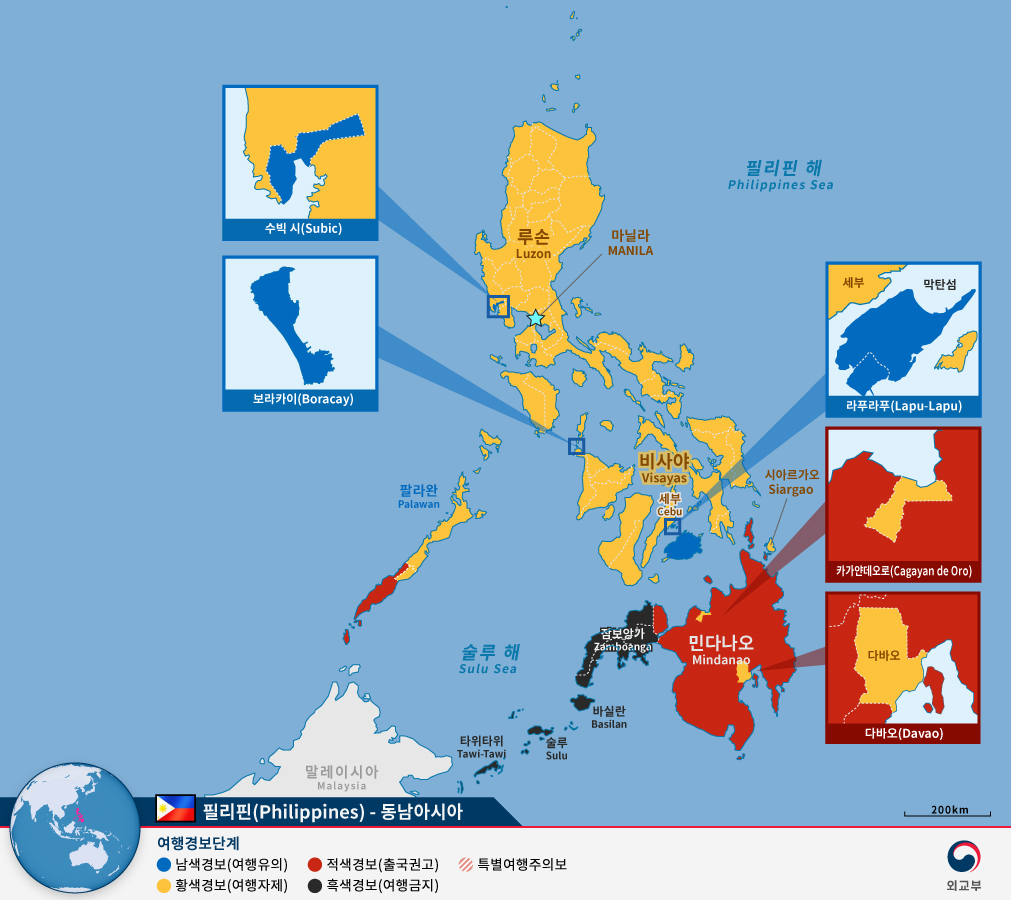 필리핀 해
Philippines Sea
수빅 시(Subic)
루손
Luzon
마닐라
MANILA
보라카이(Boracay)
세부
막탄섬
라푸라푸(Lapu-Lapu)
비사야
Visayas
세부
Cebu
시아르가오
Siargao
팔라완
Palawan
카가얀데오로(Cagayan de Oro)
잠보앙가
Zamboanga
민다나오
Mindanao
술루 해
Sulu Sea
다바오
다바오(Davao)
바실란
Basilan
타위타위
Tawi-Tawi
술루
Sulu
말레이시아
Malaysia
200km
필리핀(Philippines) - 동남아시아
여행경보단계
남색경보(여행유의)
적색경보(출국권고)
특별여행주의보
황색경보(여행자제)
흑색경보(여행금지)
외교부